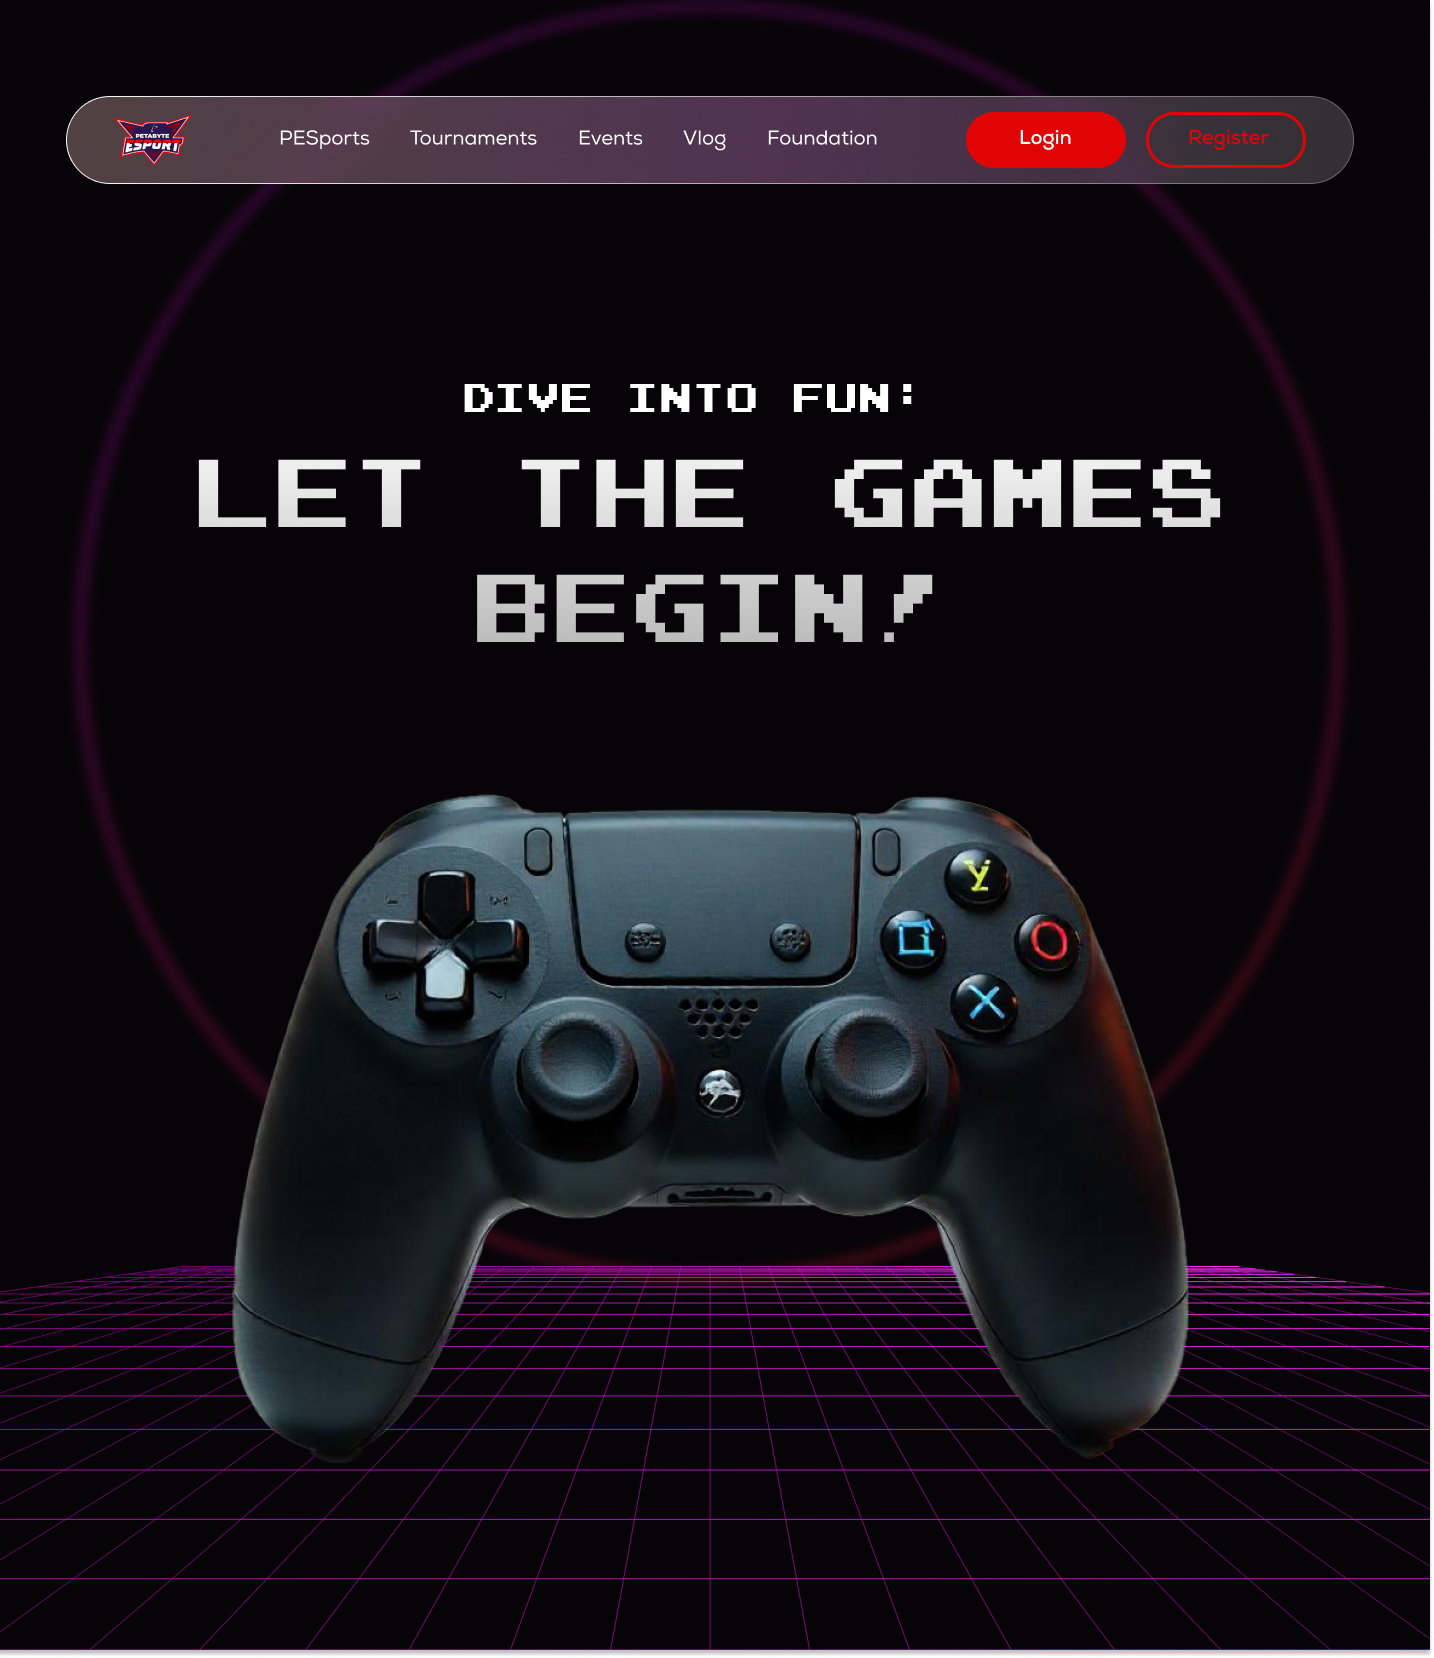 PETABYTE
ESPORT
PESports Tournaments Events Vlog Foundation Login Register
DIVE INTO FUN:
LET THE GAMES
BEGIN!
Y
O
X